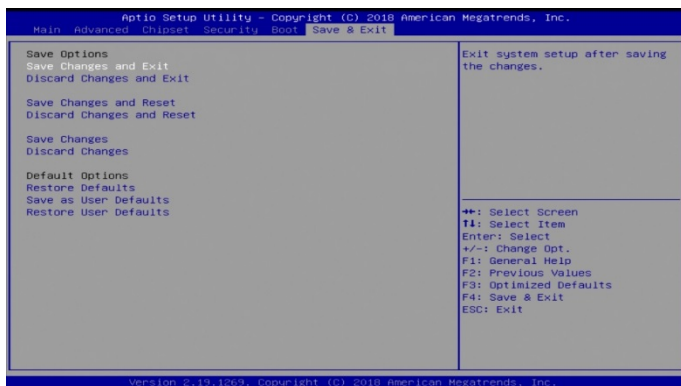 Aptio Setup Utility – Copyright (C) 2018 American Megatrends, Inc.
Main Advanced Chipset Security Boot Save & Exit
Save Options
Save Changes and Exit
Discard Changes and Exit
Save Changes and Reset
Discard Changes and Reset
Save Changes
Discard Changes
Default Options
Restore Defaults
Save as User Defaults
Restore User Defaults
Exit system setup after saving
the changes.
→←: Select Screen
↑↓: Select Item
Enter: Select
+/-: Change Opt.
F1: General Help
F2: Previous Values
F3: Optimized Defaults
F4: Save & Exit
ESC: Exit
Version 2.19.1269. Copyright (C) 2018 American Megatrends, Inc.